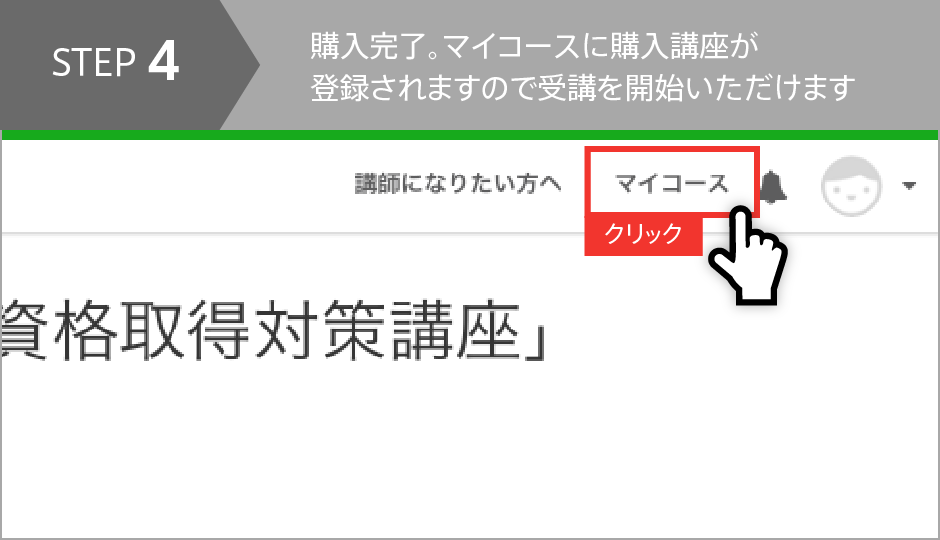 STEP 4
購入完了。マイコースに購入講座が
登録されますので受講を開始いただけます
講師になりたい方へ
マイコース
クリック
資格取得対策講座」